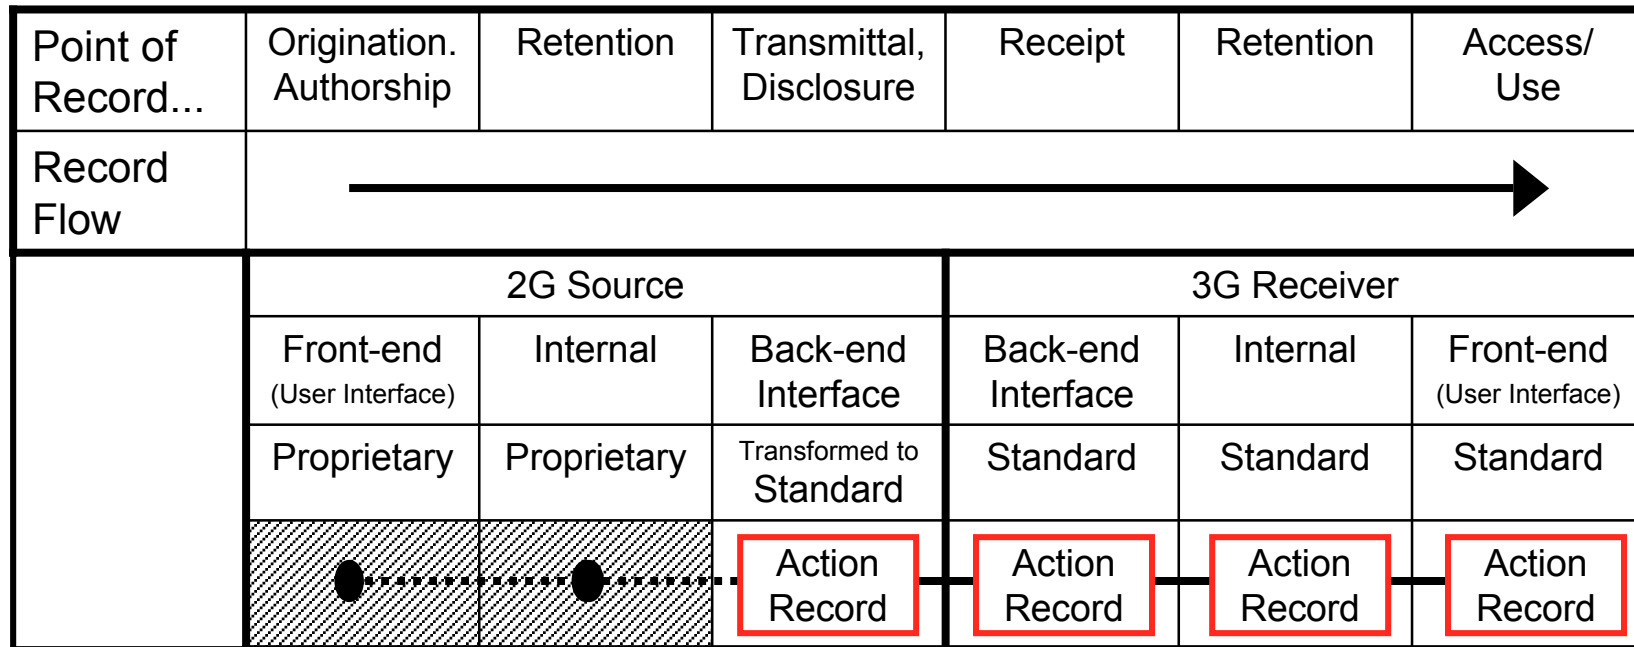 Point of
Record...
Origination.
Authorship
Retention
Transmittal,
Disclosure
Receipt
Retention
Access/
Use
Record
Flow
2G Source
3G Receiver
Front-end
(User Interface)
Internal
Back-end
Interface
Back-end
Interface
Internal
Front-end
(User Interface)
Proprietary
Proprietary
Transformed to
Standard
Standard
Standard
Standard
Action
Record
Action
Record
Action
Record
Action
Record